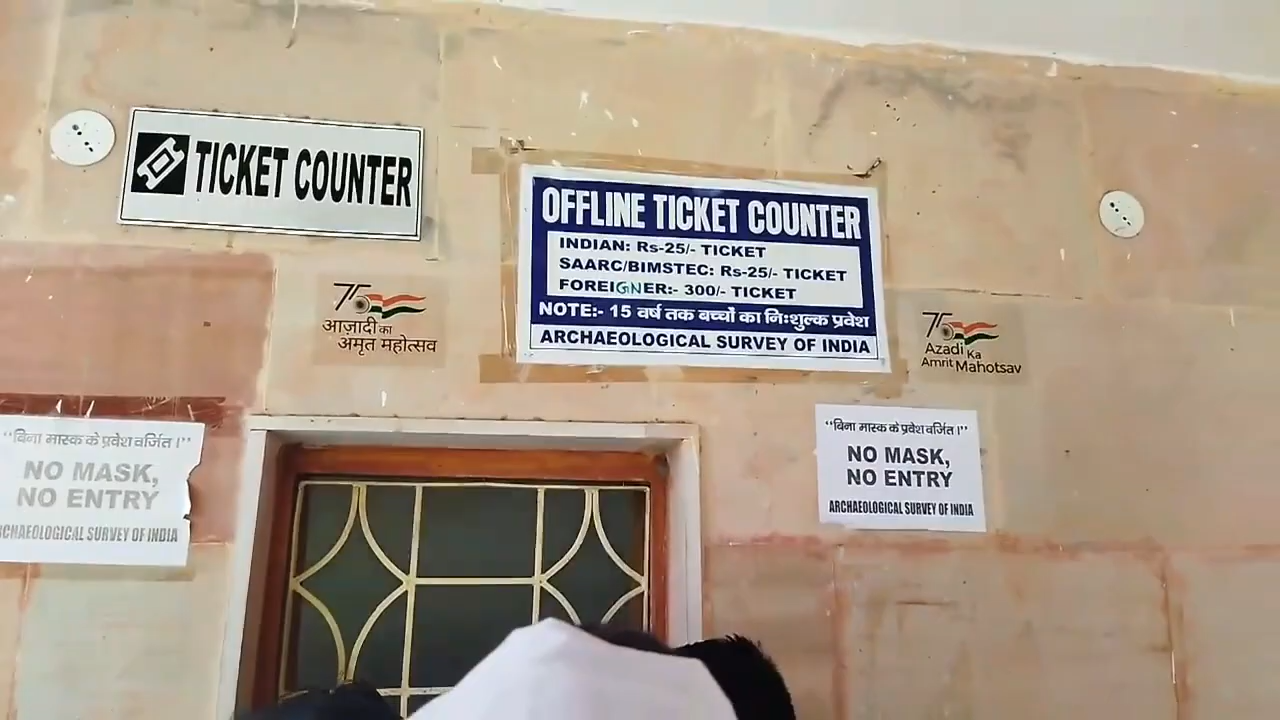 TICKET COUNTER
OFFLINE TICKET COUNTER
INDIAN: Rs-25/- TICKET
SAARC/BIMSTEC: Rs-25/- TICKET
FOREIGNER:- 300/- TICKET
NOTE:- 15 वर्ष तक बच्चों का निःशुल्क प्रवेश
ARCHAEOLOGICAL SURVEY OF INDIA
75
आज़ादी का
अमृत महोत्सव
75
Azadi Ka
Amrit Mahotsav
“बिना मास्क के प्रवेश वर्जित।”
NO MASK,
NO ENTRY
RCHAEOLOGICAL SURVEY OF INDIA
“बिना मास्क के प्रवेश वर्जित।”
NO MASK,
NO ENTRY
ARCHAEOLOGICAL SURVEY OF INDIA